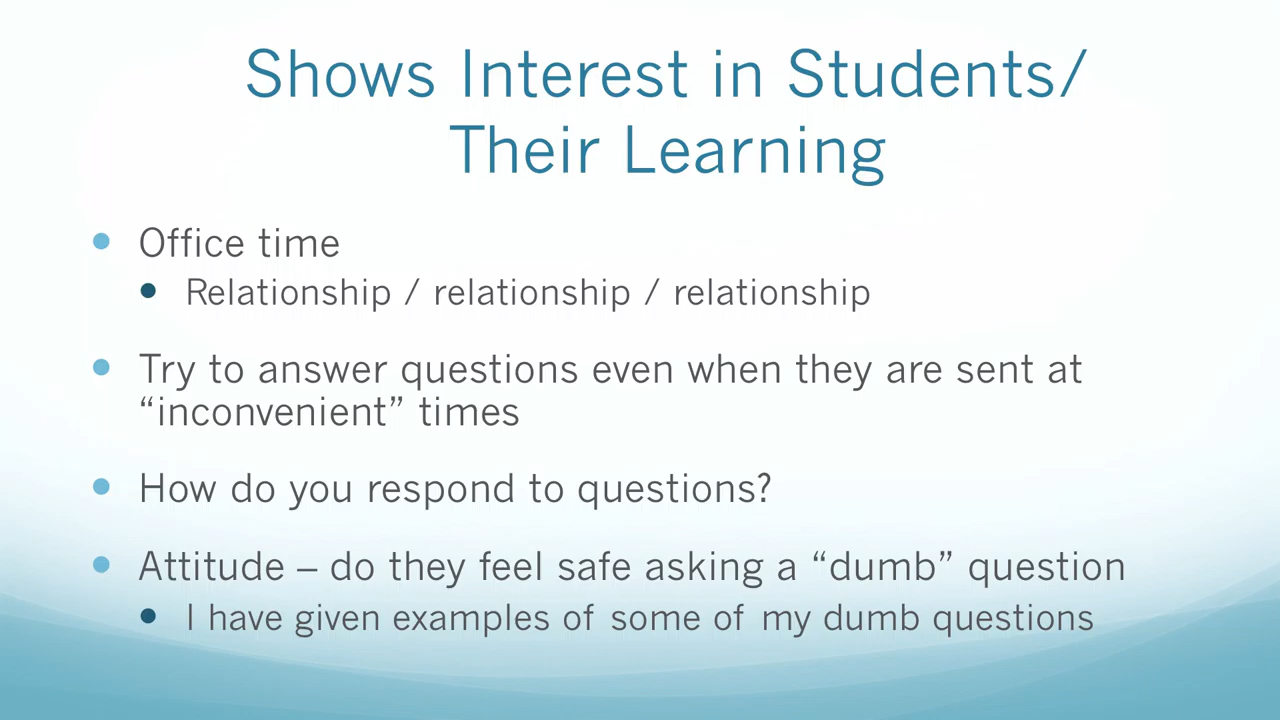 Shows Interest in Students/
Their Learning
• Office time
• Relationship / relationship / relationship
• Try to answer questions even when they are sent at
“inconvenient” times
• How do you respond to questions?
• Attitude – do they feel safe asking a “dumb” question
• I have given examples of some of my dumb questions